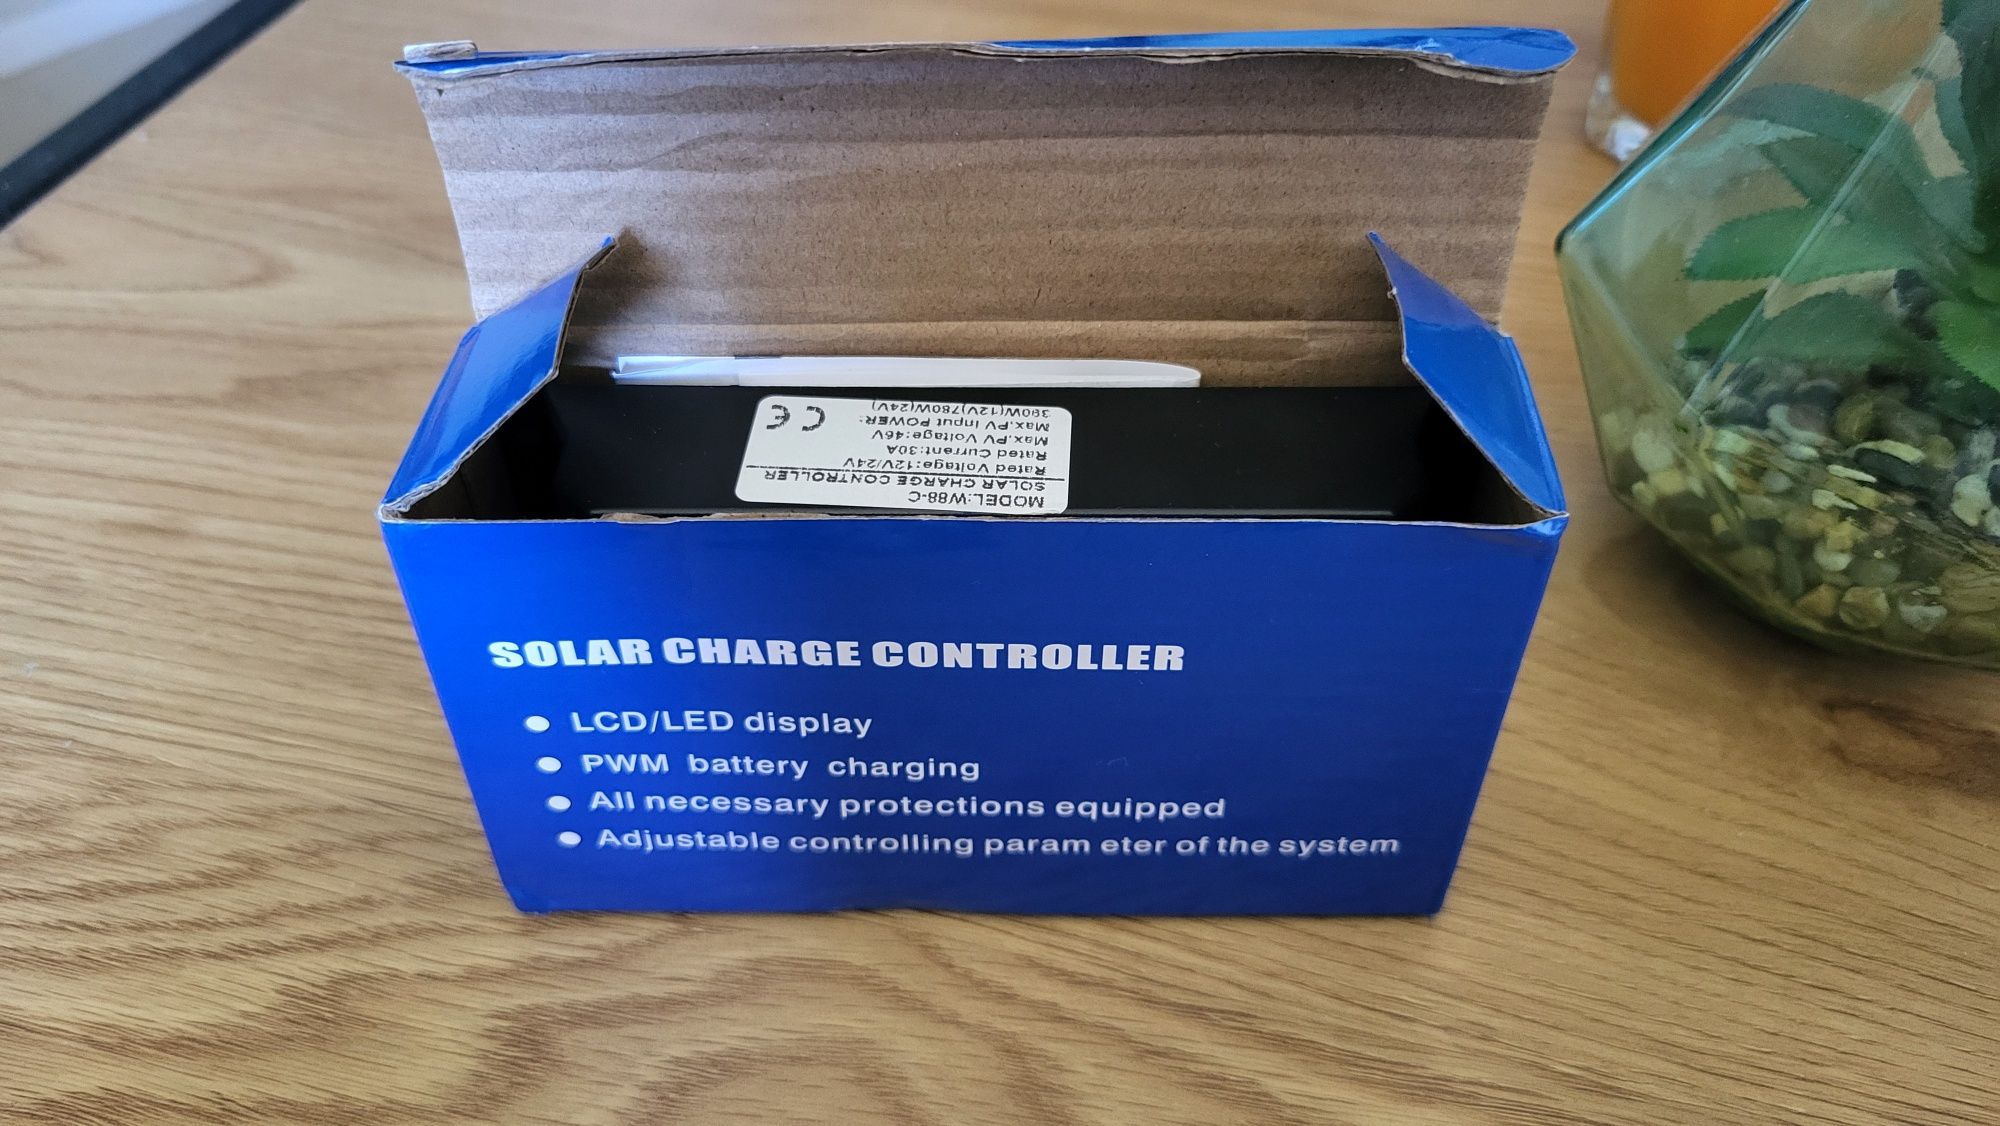 MODEL:W88-C
SOLAR CHARGE CONTROLLER
Rated Voltage:12V/24V
Rated Current:30A
Max.PV Voltage:46V
Max.PV Input POWER:
390W(12V)780W(24V)
CE
SOLAR CHARGE CONTROLLER
LCD/LED display
PWM battery charging
All necessary protections equipped
Adjustable controlling param eter of the system